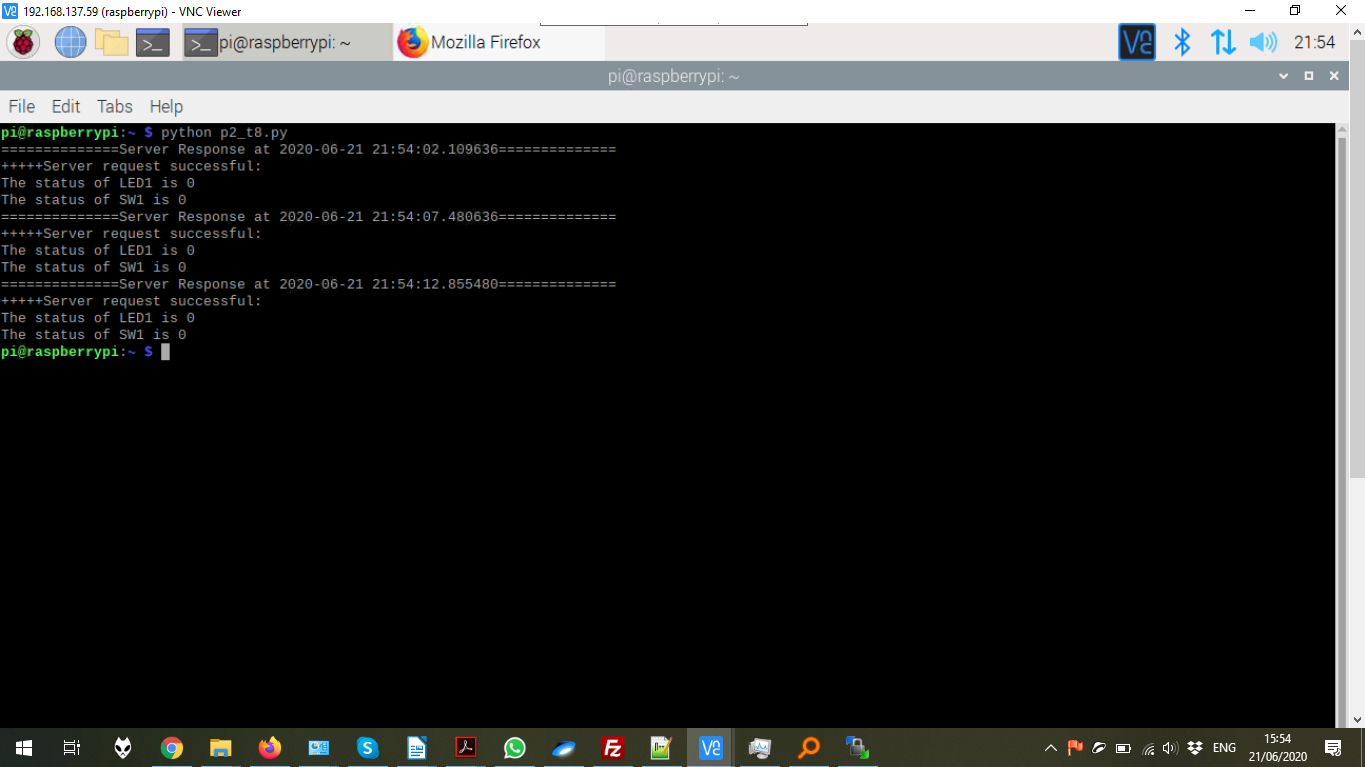 192.168.137.59 (raspberrypi) - VNC Viewer
pi@raspberrypi: ~
Mozilla Firefox
21:54
pi@raspberrypi: ~
File Edit Tabs Help
pi@raspberrypi:~ $ python p2_t8.py
==============Server Response at 2020-06-21 21:54:02.109636==============
+++++Server request successful:
The status of LED1 is 0
The status of SW1 is 0
==============Server Response at 2020-06-21 21:54:07.480636==============
+++++Server request successful:
The status of LED1 is 0
The status of SW1 is 0
==============Server Response at 2020-06-21 21:54:12.855480==============
+++++Server request successful:
The status of LED1 is 0
The status of SW1 is 0
pi@raspberrypi:~ $
ENG
15:54
21/06/2020